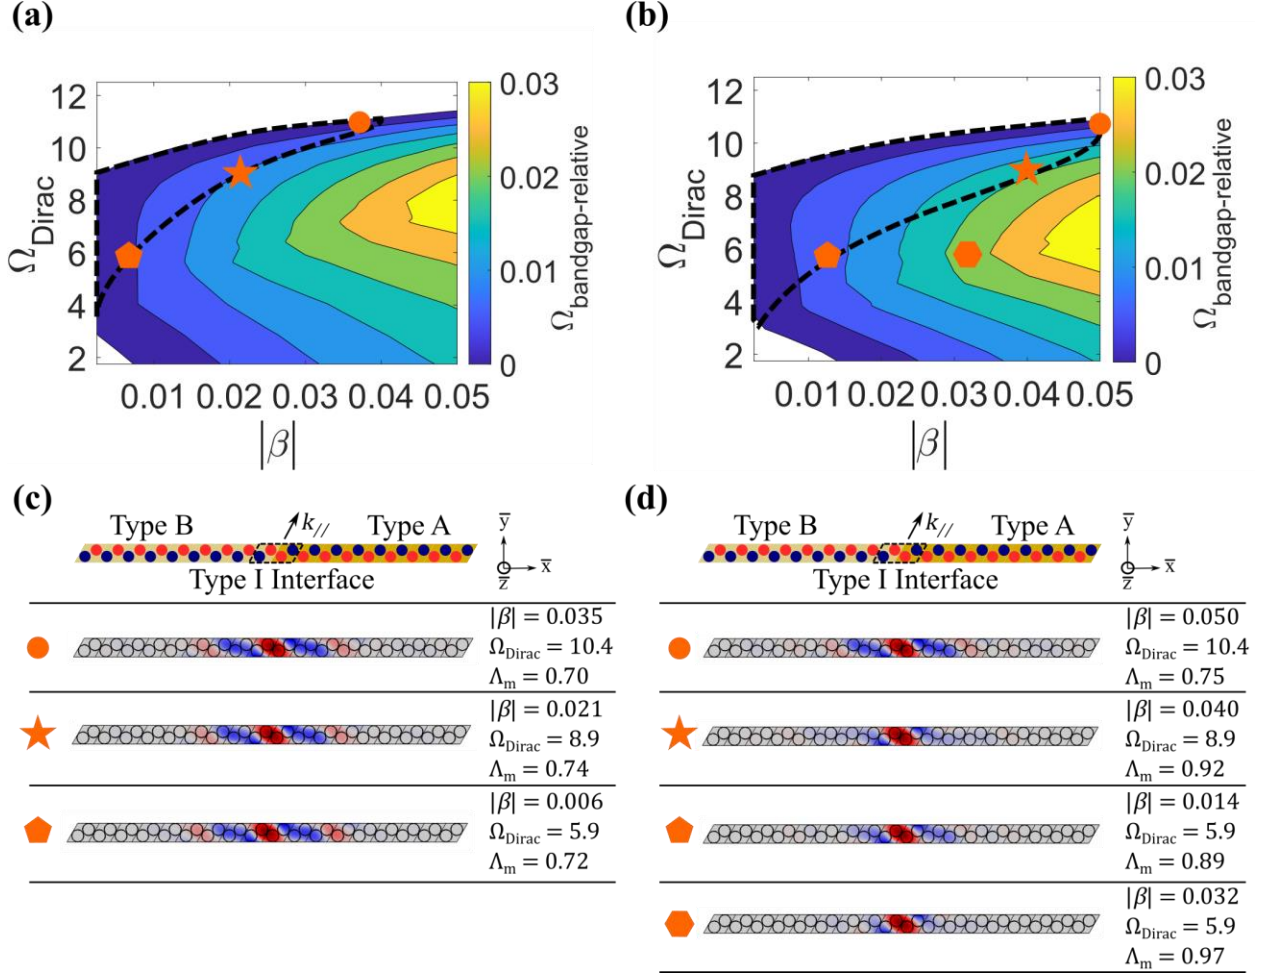 (a)
12
10
8
6
4
2
Ω_Dirac
0.01 0.02 0.03 0.04 0.05
|β|
0.03
0.02
0.01
0
Ω_bandgap-relative
(b)
12
10
8
6
4
2
Ω_Dirac
0.01 0.02 0.03 0.04 0.05
|β|
0.03
0.02
0.01
0
Ω_bandgap-relative
(c)
Type B k_// Type A
Type I Interface
y̅
x̅
z̅
|β| = 0.035
Ω_Dirac = 10.4
Λ_m = 0.70
|β| = 0.021
Ω_Dirac = 8.9
Λ_m = 0.74
|β| = 0.006
Ω_Dirac = 5.9
Λ_m = 0.72
(d)
Type B k_// Type A
Type I Interface
y̅
x̅
z̅
|β| = 0.050
Ω_Dirac = 10.4
Λ_m = 0.75
|β| = 0.040
Ω_Dirac = 8.9
Λ_m = 0.92
|β| = 0.014
Ω_Dirac = 5.9
Λ_m = 0.89
|β| = 0.032
Ω_Dirac = 5.9
Λ_m = 0.97